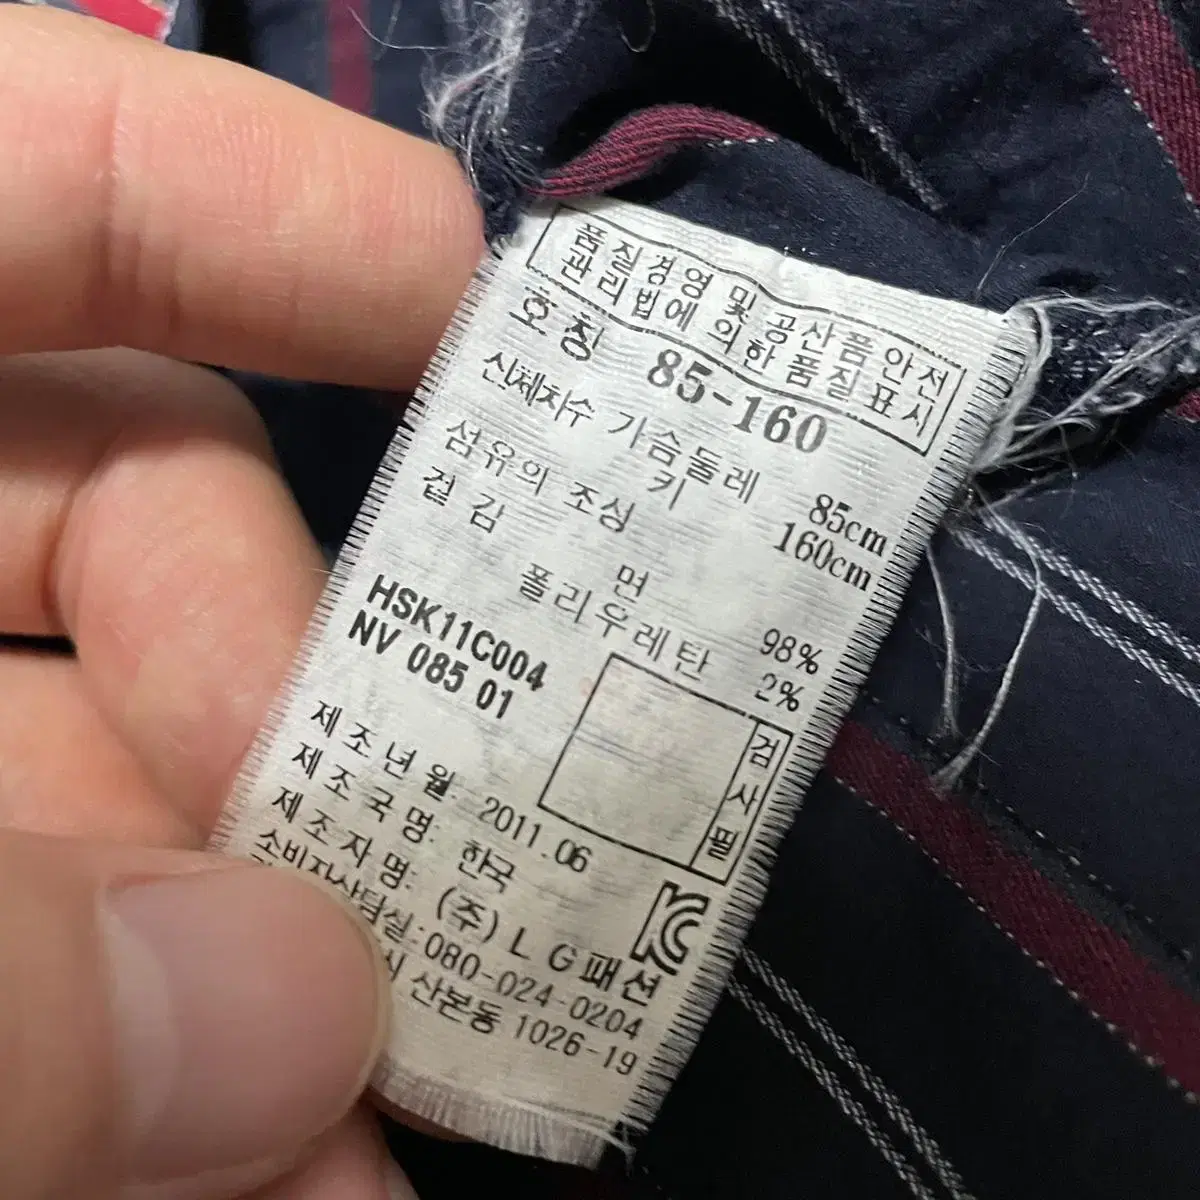 품질경영 및 공산품안전
관리법에 의한 품질표시
호칭 85-160
신체치수 가슴둘레 85cm
키 160cm
섬유의 조성
겉감
면 98%
폴리우레탄 2%
HSK11C004
NV 085 01
검사필
제조년월. 2011.06
제조국명: 한국
제조자명: (주) L G패션
소비자상담실:080-024-0204
시 산본동 1026-19